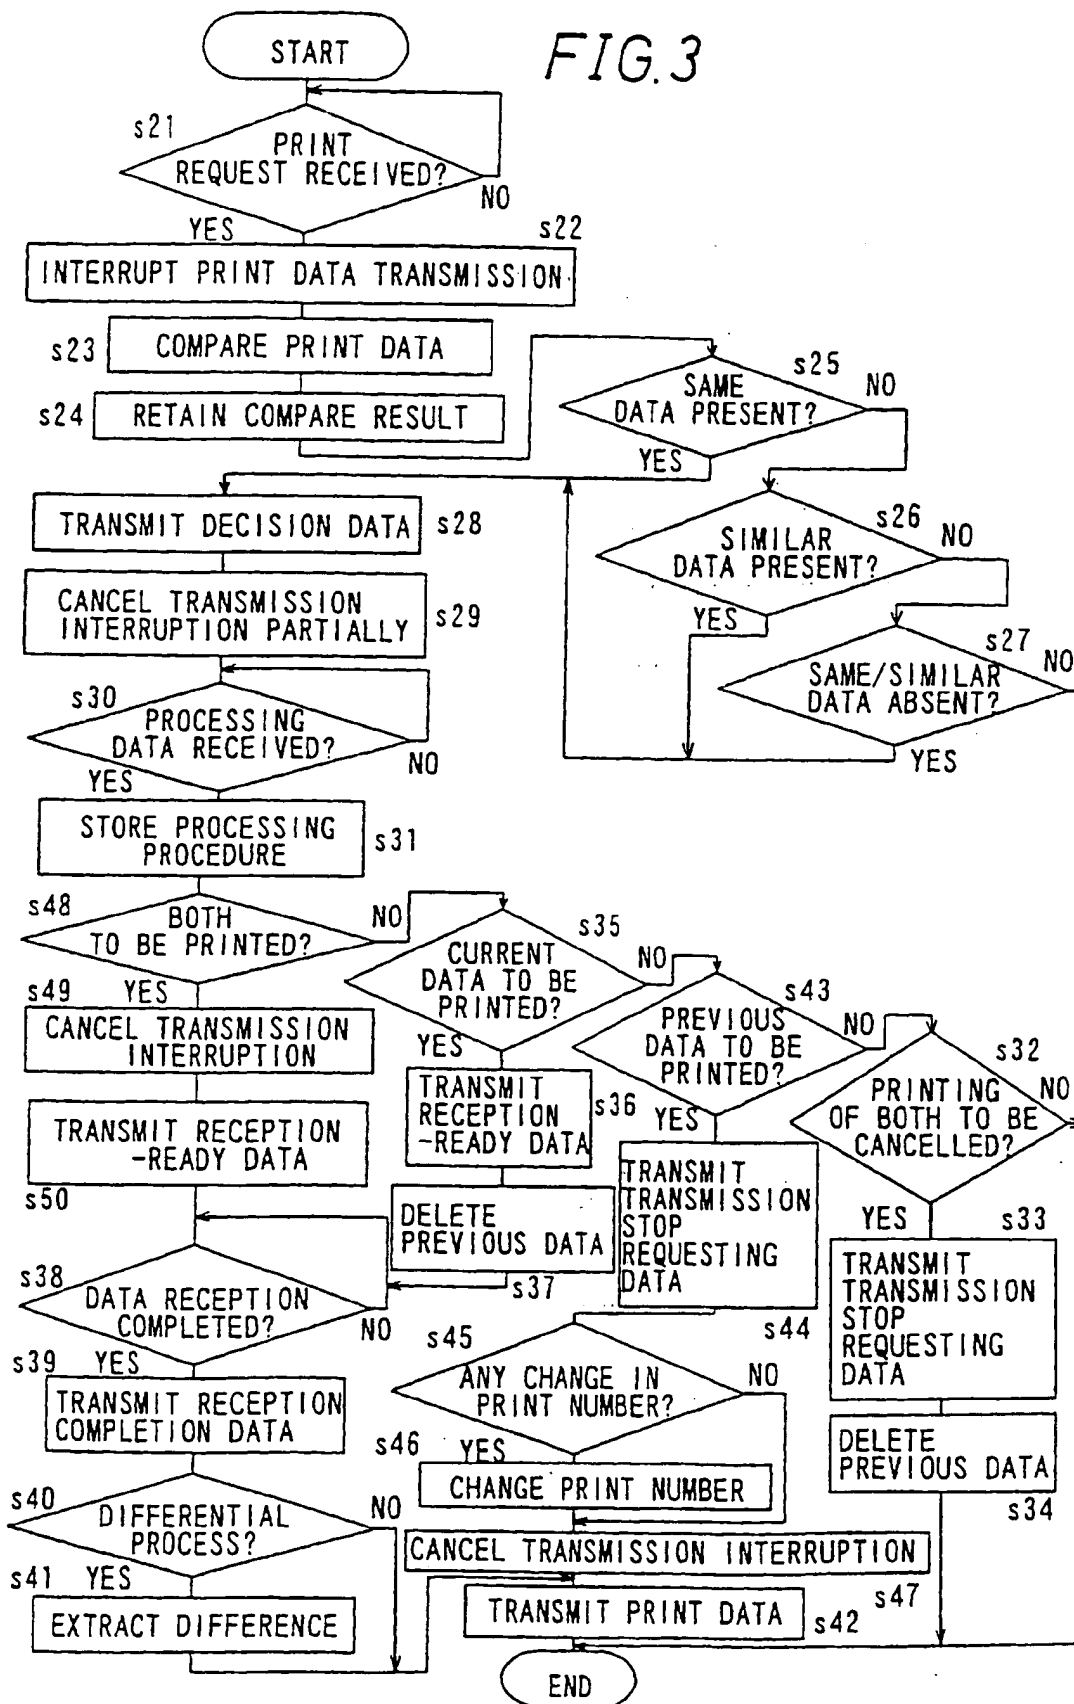 FIG.3
START
s21
PRINT
REQUEST RECEIVED?
NO
YES
s22
INTERRUPT PRINT DATA TRANSMISSION
s23
COMPARE PRINT DATA
s24
RETAIN COMPARE RESULT
s25
SAME
DATA PRESENT?
NO
YES
s26
SIMILAR
DATA PRESENT?
NO
YES
s27
SAME/SIMILAR
DATA ABSENT?
NO
YES
TRANSMIT DECISION DATA
s28
CANCEL TRANSMISSION
INTERRUPTION PARTIALLY
s29
s30
PROCESSING
DATA RECEIVED?
NO
YES
STORE PROCESSING
PROCEDURE
s31
s48
BOTH
TO BE PRINTED?
NO
YES
s49
CANCEL TRANSMISSION
INTERRUPTION
TRANSMIT RECEPTION
-READY DATA
s50
s35
CURRENT
DATA TO BE
PRINTED?
NO
YES
TRANSMIT
RECEPTION
-READY DATA
s36
DELETE
PREVIOUS DATA
s37
s43
PREVIOUS
DATA TO BE
PRINTED?
NO
YES
TRANSMIT
TRANSMISSION
STOP
REQUESTING
DATA
s44
s32
PRINTING
OF BOTH TO BE
CANCELLED?
NO
YES
s33
TRANSMIT
TRANSMISSION
STOP
REQUESTING
DATA
DELETE
PREVIOUS DATA
s34
s38
DATA RECEPTION
COMPLETED?
NO
YES
s39
TRANSMIT RECEPTION
COMPLETION DATA
s40
DIFFERENTIAL
PROCESS?
NO
YES
s41
EXTRACT DIFFERENCE
s45
ANY CHANGE IN
PRINT NUMBER?
NO
YES
s46
CHANGE PRINT NUMBER
CANCEL TRANSMISSION INTERRUPTION
s47
TRANSMIT PRINT DATA
s42
END